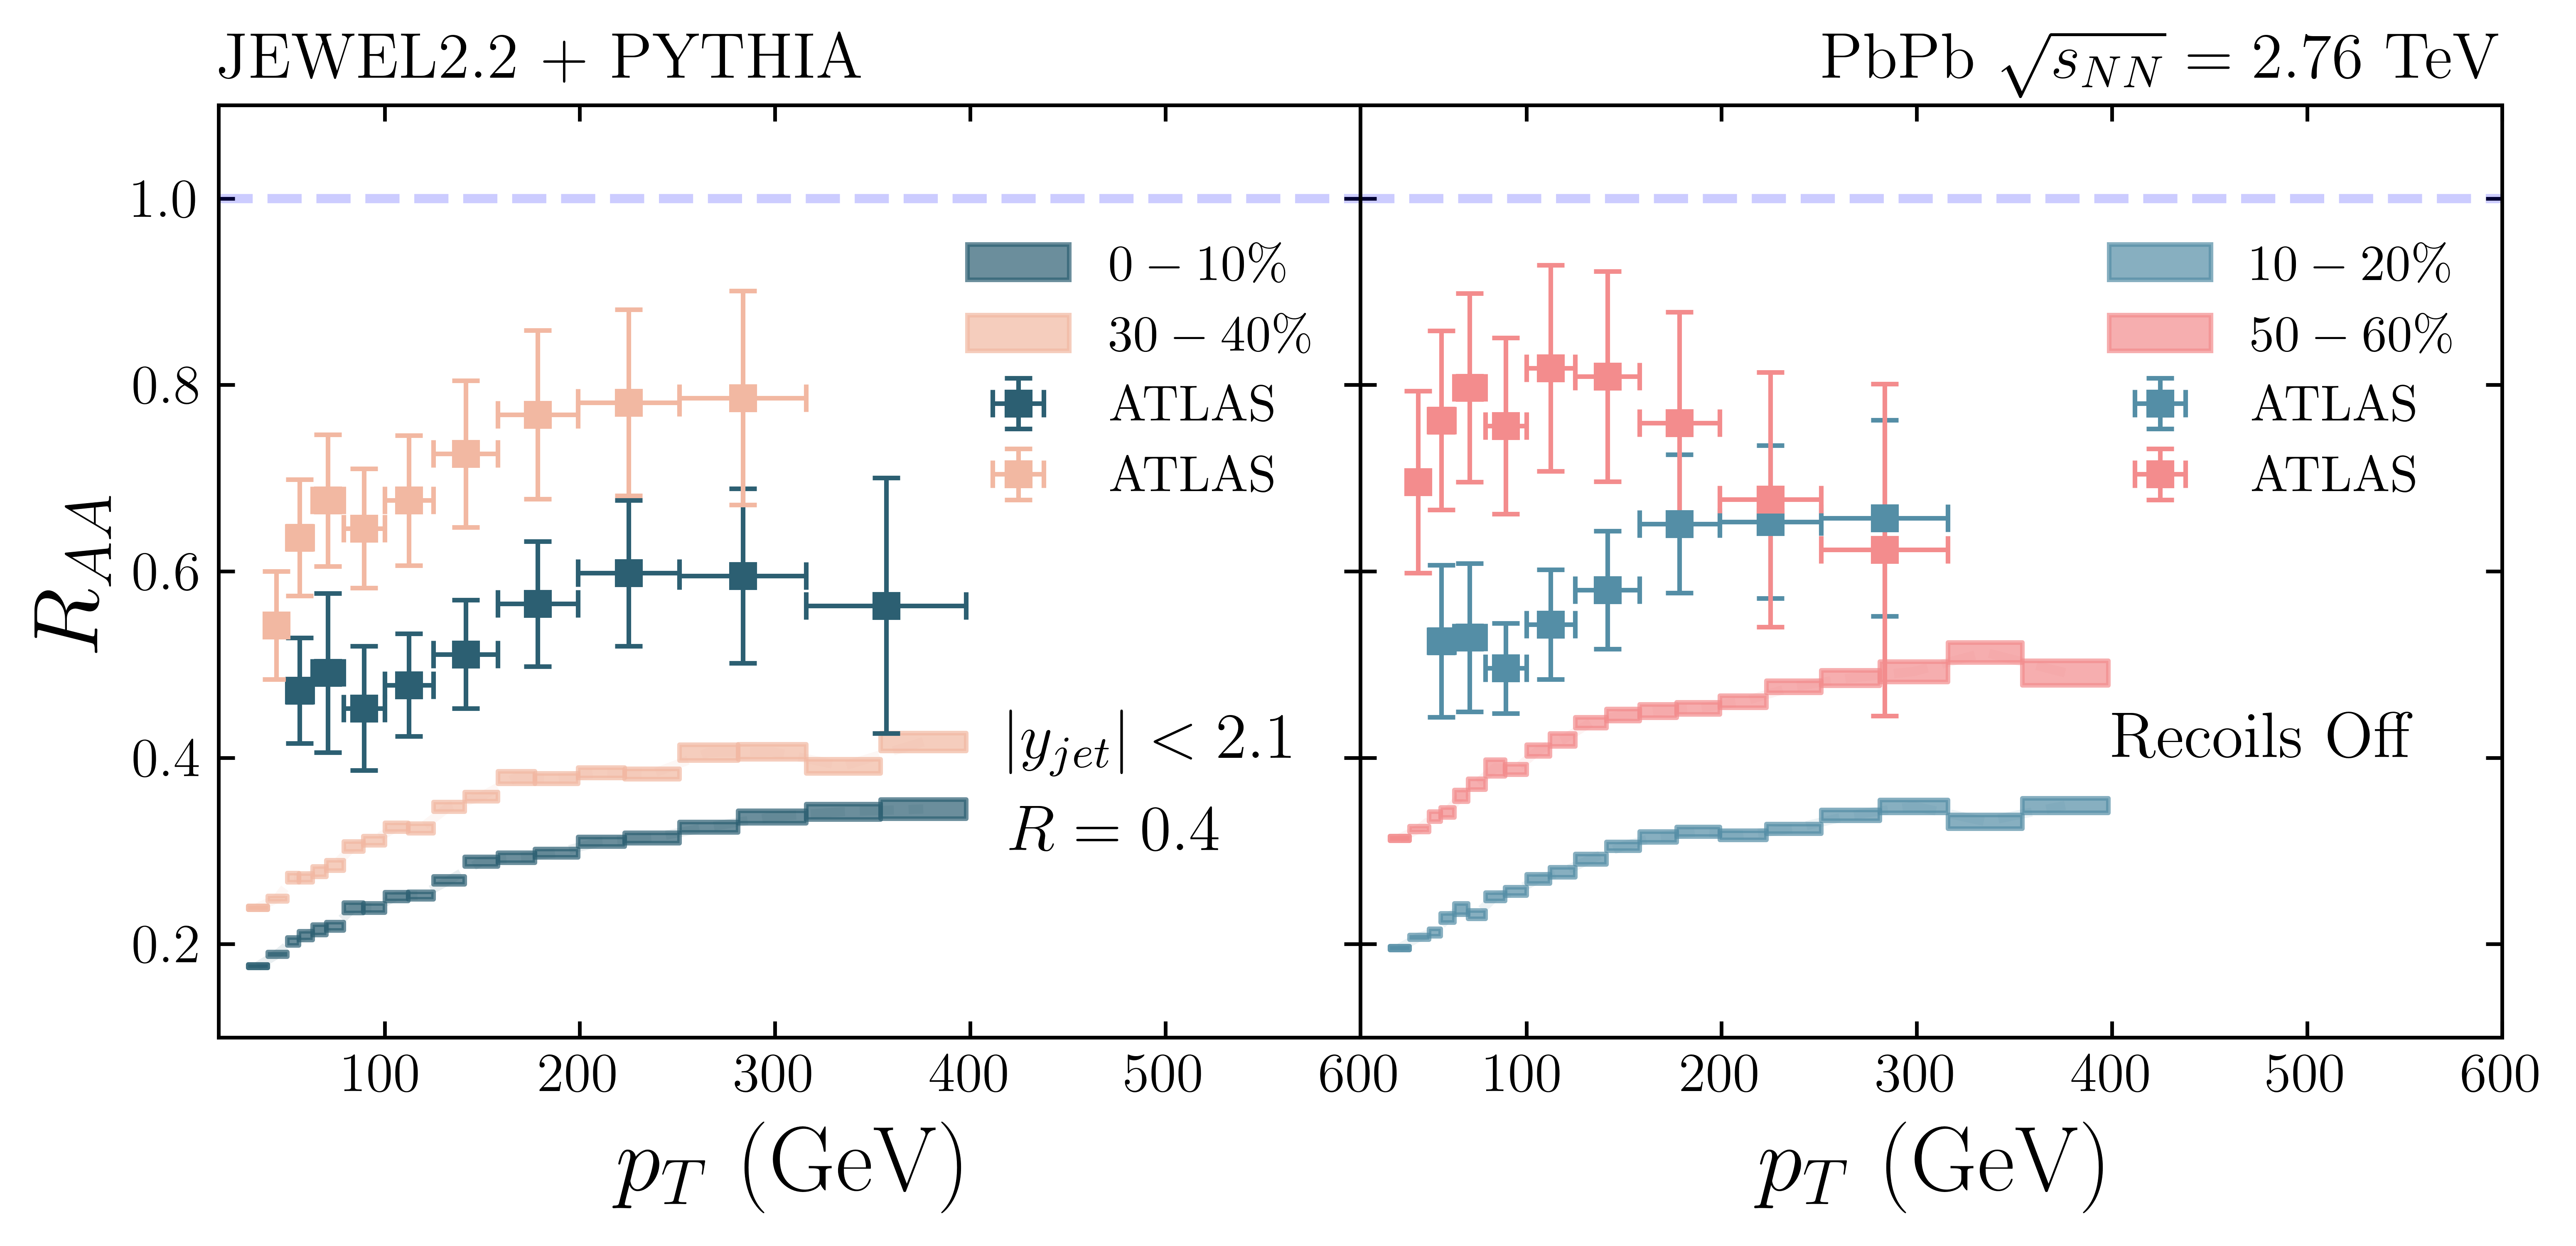 JEWEL2.2 + PYTHIA
PbPb √s_NN = 2.76 TeV
R_AA
1.0
0.8
0.6
0.4
0.2
0 − 10%
30 − 40%
ATLAS
ATLAS
|y_jet| < 2.1
R = 0.4
10 − 20%
50 − 60%
ATLAS
ATLAS
Recoils Off
100 200 300 400 500 600 100 200 300 400 500 600
p_T (GeV)
p_T (GeV)